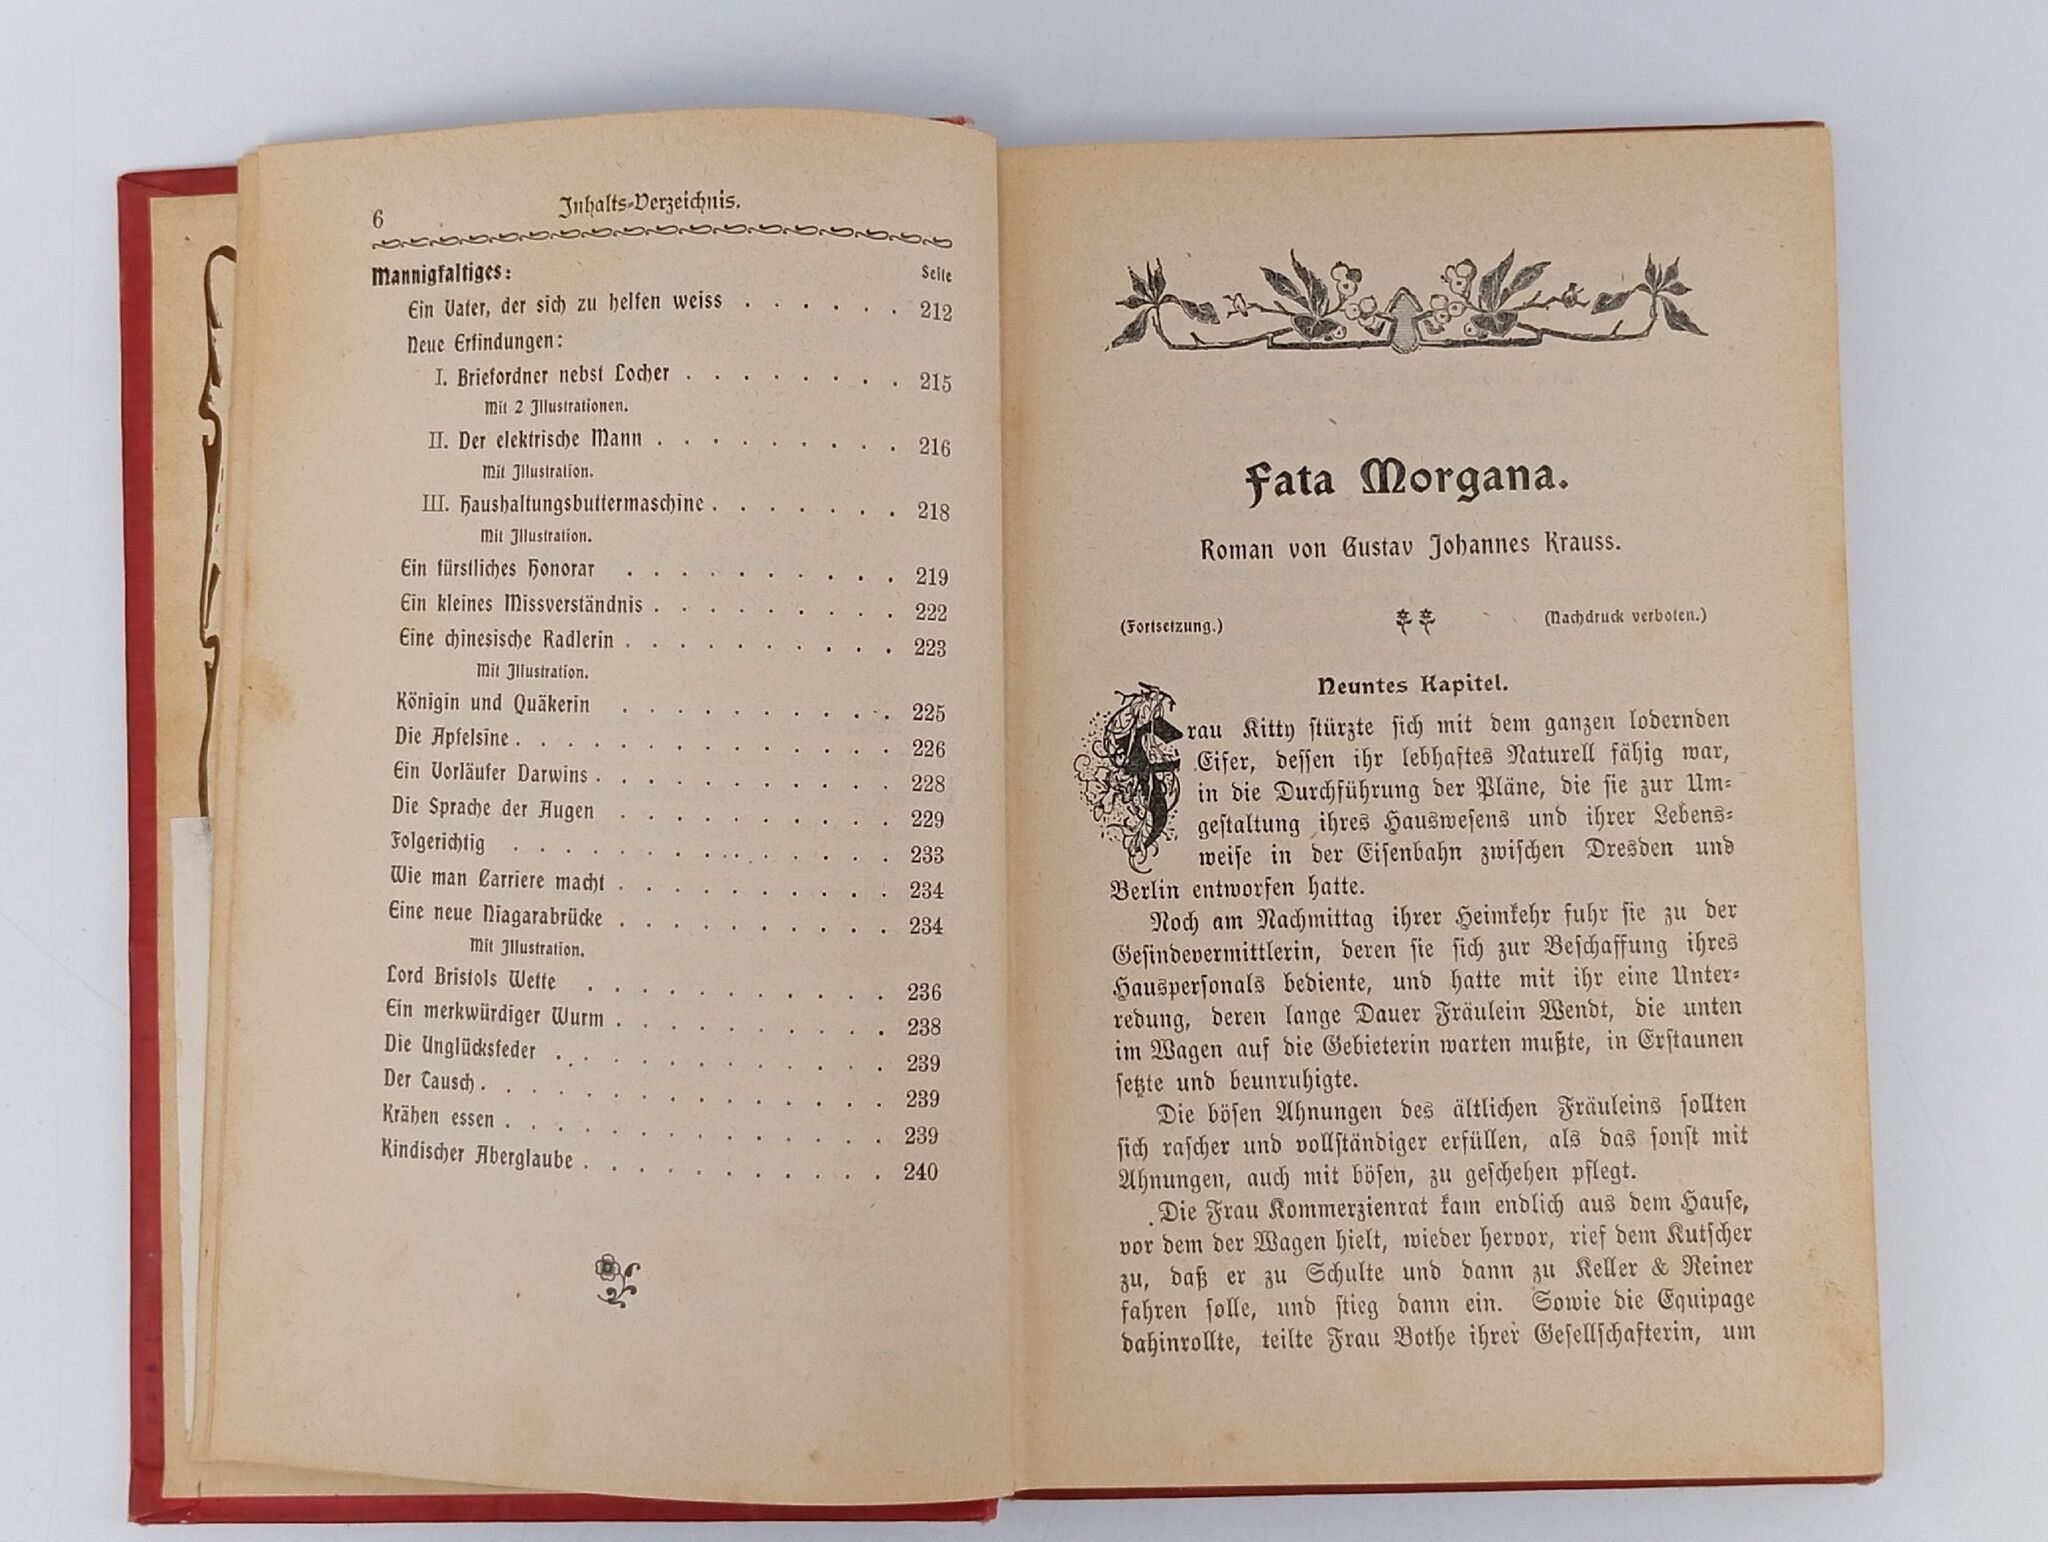 6
Inhalts-Verzeichnis.
Mannigfaltiges: Seite
Ein Vater, der sich zu helfen weiss . . . . . . 212
Neue Erfindungen:
I. Briefordner nebst Locher . . . . . . . . 215
Mit 2 Illustrationen.
II. Der elektrische Mann . . . . . . . . . 216
Mit Illustration.
III. Haushaltungsbuttermaschine . . . . . . . 218
Mit Illustration.
Ein fürstliches Honorar . . . . . . . . . . 219
Ein kleines Missverständnis . . . . . . . . . 222
Eine chinesische Radlerin . . . . . . . . . . 223
Mit Illustration.
Königin und Quäkerin . . . . . . . . . . 225
Die Apfelsine . . . . . . . . . . . . . 226
Ein Vorläufer Darwins . . . . . . . . . . . 228
Die Sprache der Augen . . . . . . . . . . 229
Folgerichtig . . . . . . . . . . . . . . 233
Wie man Carriere macht . . . . . . . . . . 234
Eine neue Niagarabrücke . . . . . . . . . . 234
Mit Illustration.
Lord Bristols Wette . . . . . . . . . . . 236
Ein merkwürdiger Wurm . . . . . . . . . . 238
Die Unglücksfeder . . . . . . . . . . . . 239
Der Tausch . . . . . . . . . . . . . . 239
Krähen essen . . . . . . . . . . . . . . 239
Kindischer Aberglaube . . . . . . . . . . . 240
Fata Morgana.
Roman von Gustav Johannes Krauss.
(Fortsetzung.) (Nachdruck verboten.)
Neuntes Kapitel.
Frau Kitty stürzte sich mit dem ganzen lodernden
Eifer, dessen ihr lebhaftes Naturell fähig war,
in die Durchführung der Pläne, die sie zur Um-
gestaltung ihres Hauswesens und ihrer Lebens-
weise in der Eisenbahn zwischen Dresden und
Berlin entworfen hatte.
Noch am Nachmittag ihrer Heimkehr fuhr sie zu der
Gesindevermittlerin, deren sie sich zur Beschaffung ihres
Hauspersonals bediente, und hatte mit ihr eine Unter-
redung, deren lange Dauer Fräulein Wendt, die unten
im Wagen auf die Gebieterin warten mußte, in Erstaunen
setzte und beunruhigte.
Die bösen Ahnungen des ältlichen Fräuleins sollten
sich rascher und vollständiger erfüllen, als das sonst mit
Ahnungen, auch mit bösen, zu geschehen pflegt.
Die Frau Kommerzienrat kam endlich aus dem Hause,
vor dem der Wagen hielt, wieder hervor, rief dem Kutscher
zu, daß er zu Schulte und dann zu Keller & Reiner
fahren solle, und stieg dann ein. Sowie die Equipage
dahinrollte, teilte Frau Bothe ihrer Gesellschafterin, um